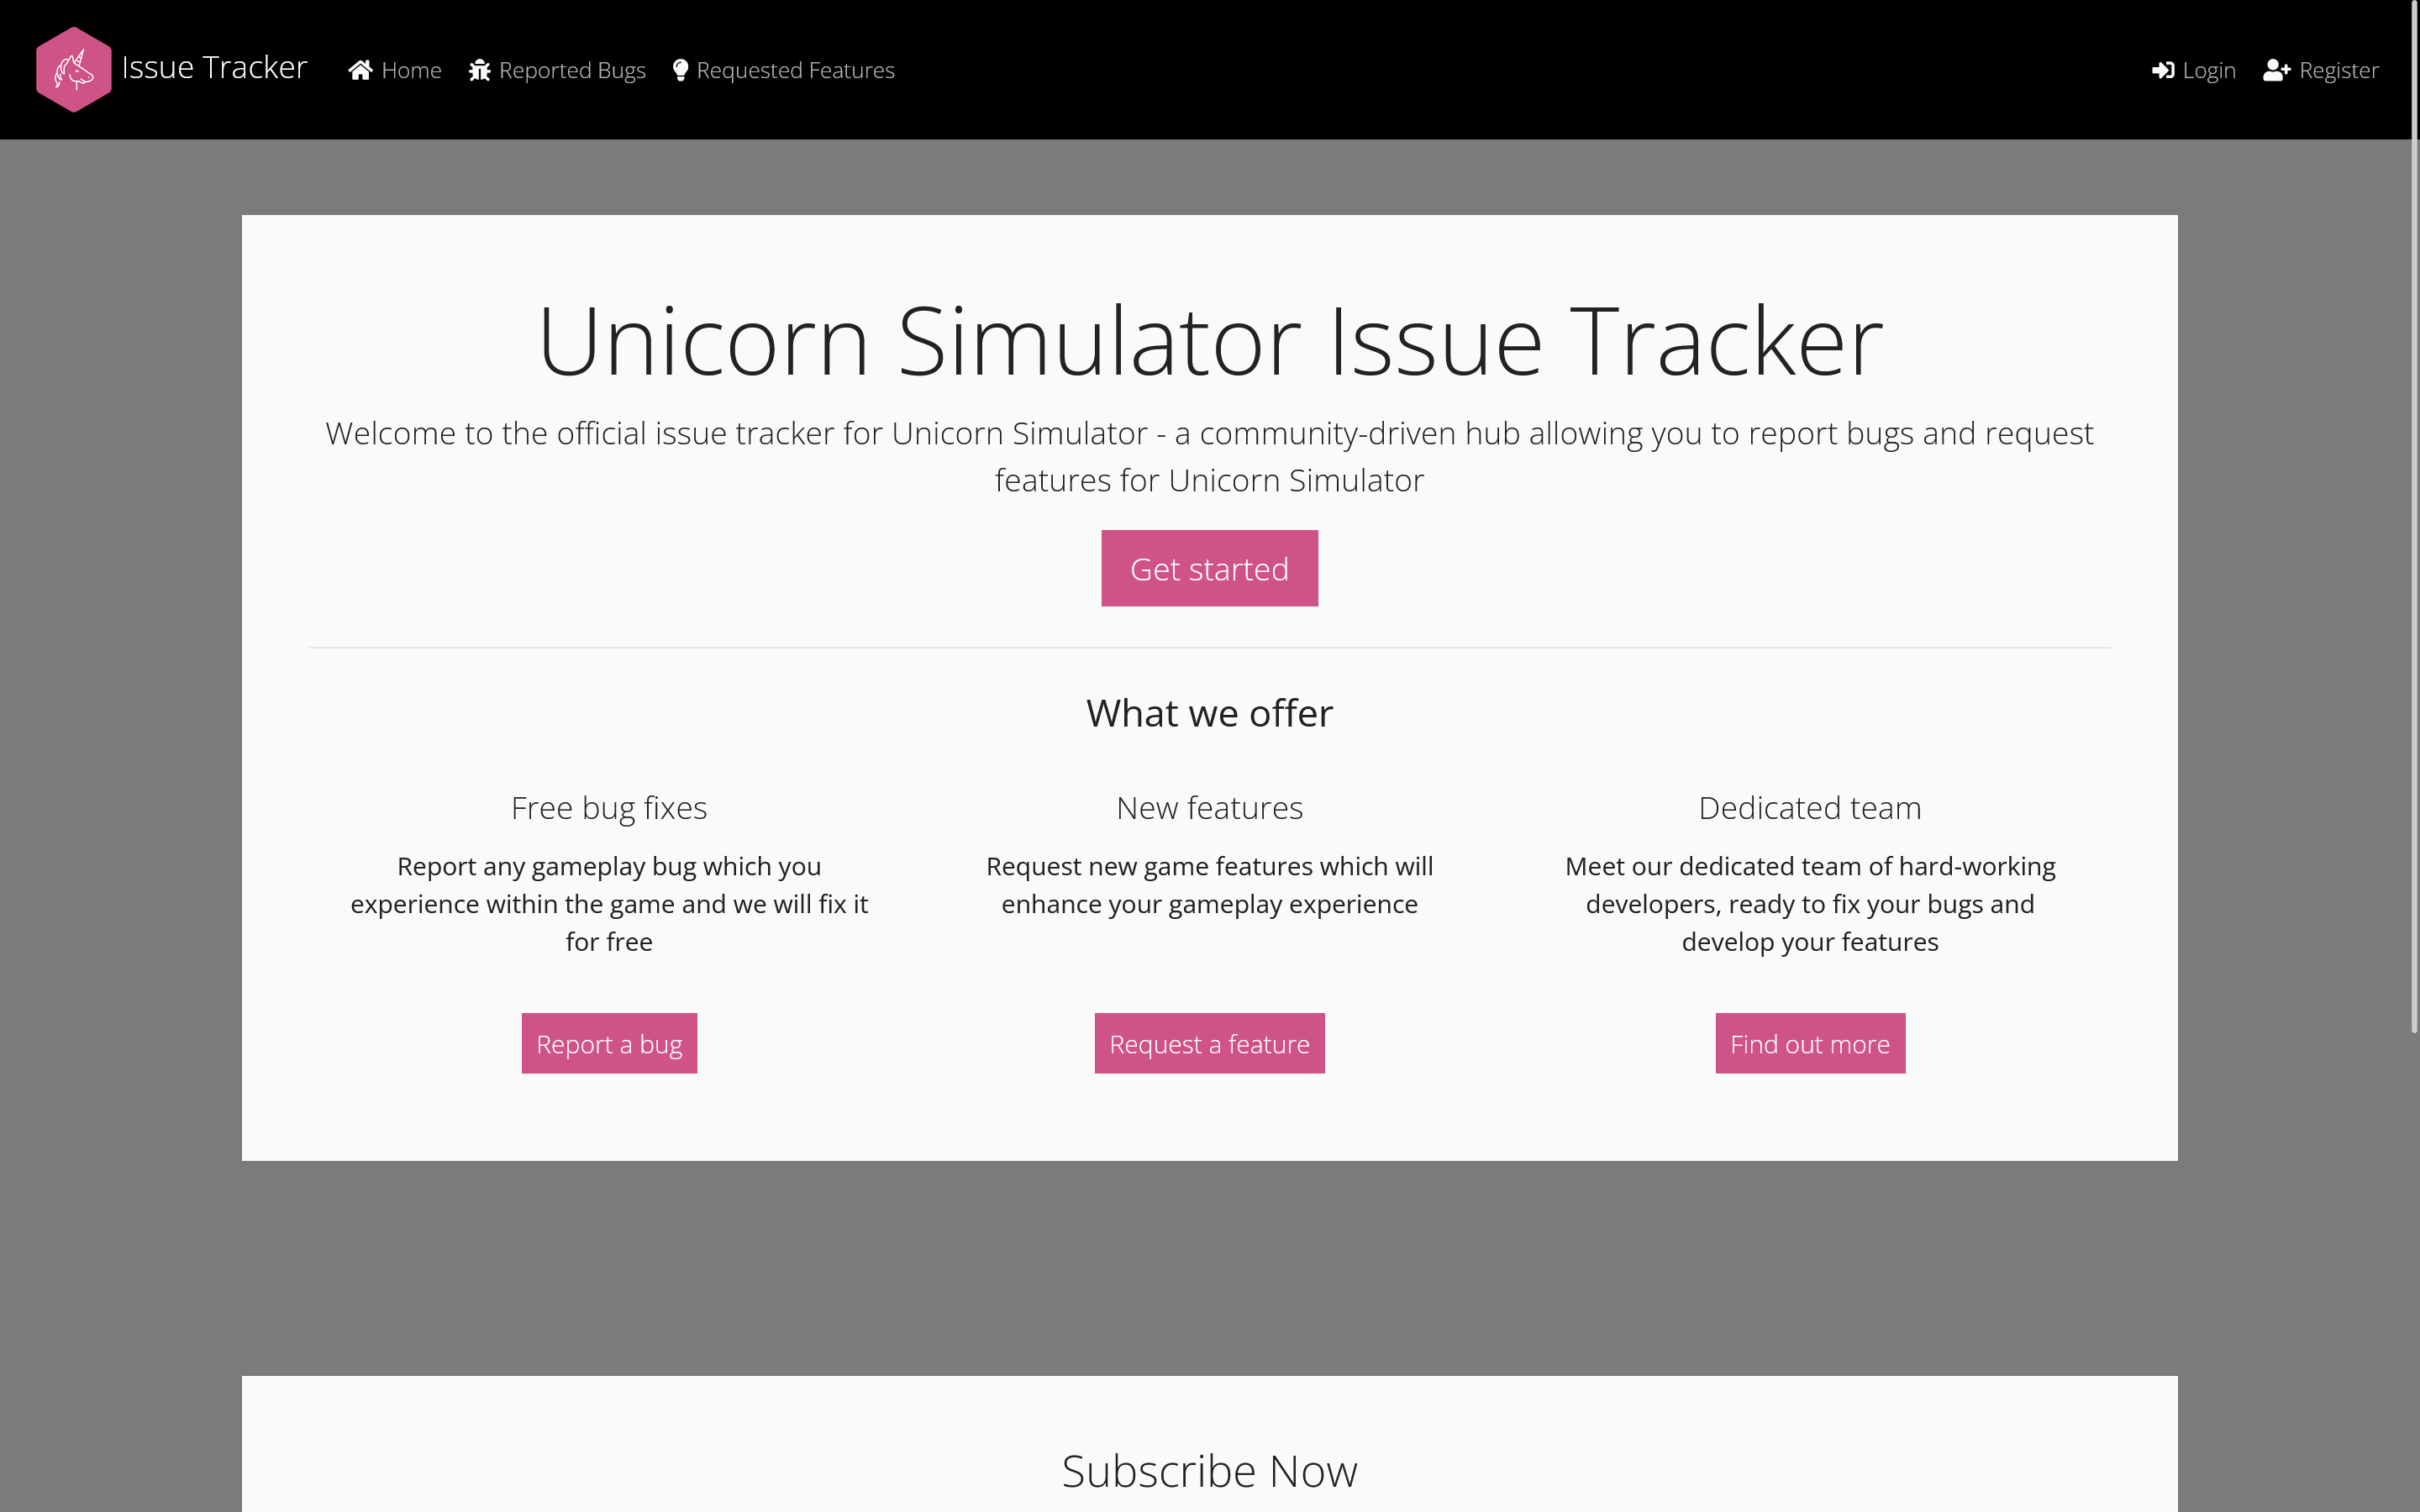 Issue Tracker
Home
Reported Bugs
Requested Features
Login
Register
Unicorn Simulator Issue Tracker
Welcome to the official issue tracker for Unicorn Simulator - a community-driven hub allowing you to report bugs and request
features for Unicorn Simulator
Get started
What we offer
Free bug fixes
Report any gameplay bug which you
experience within the game and we will fix it
for free
Report a bug
New features
Request new game features which will
enhance your gameplay experience
Request a feature
Dedicated team
Meet our dedicated team of hard-working
developers, ready to fix your bugs and
develop your features
Find out more
Subscribe Now